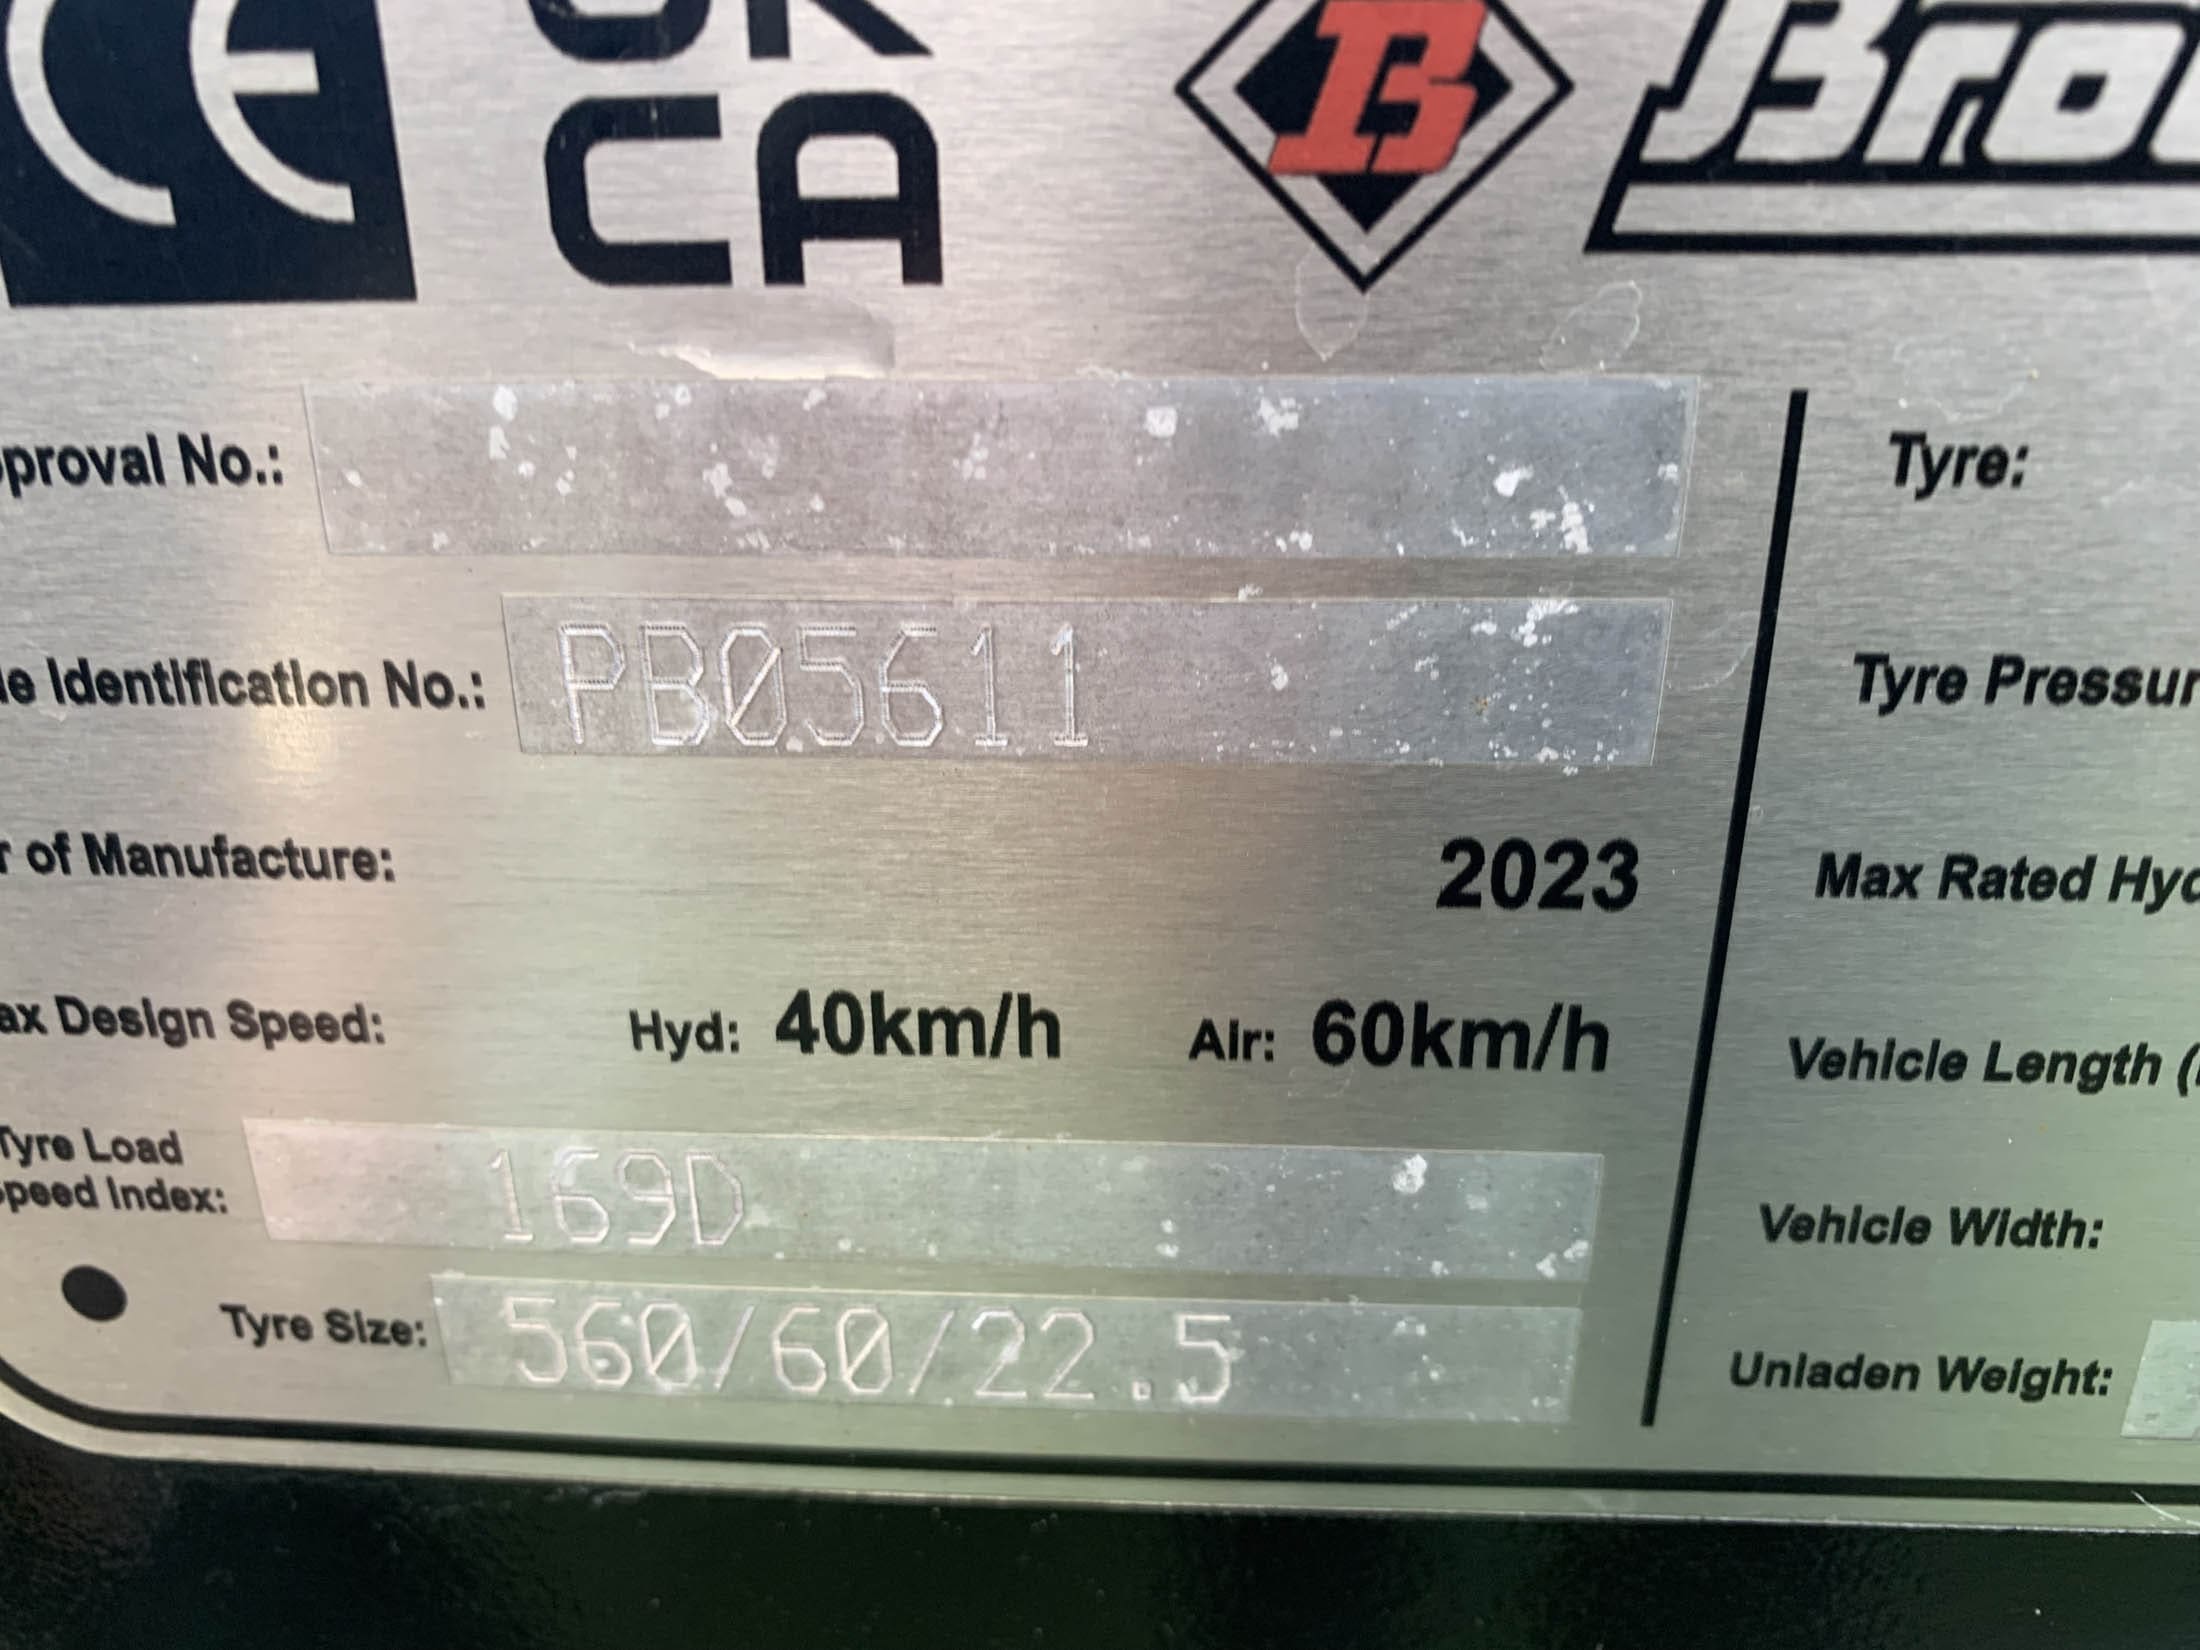 CE
UK
CA
B
Bro
pproval No.:
Tyre:
le Identification No.: PB05611
Tyre Pressur
r of Manufacture: 2023
Max Rated Hyd
ax Design Speed: Hyd: 40km/h Air: 60km/h
Vehicle Length (
Tyre Load
Speed Index: 169D
Vehicle Width:
Tyre Size: 560/60/22.5
Unladen Weight: